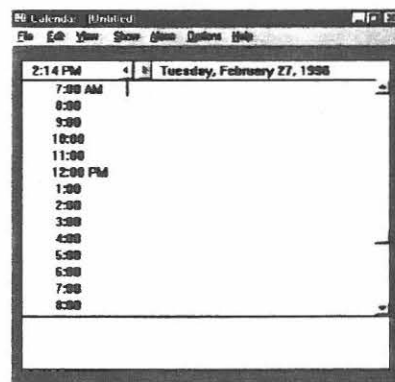 Calendar - [Untitled]
File Edit View Show Alarm Options Help
2:14 PM Tuesday, February 27, 1996
7:00 AM
8:00
9:00
10:00
11:00
12:00 PM
1:00
2:00
3:00
4:00
5:00
6:00
7:00
8:00